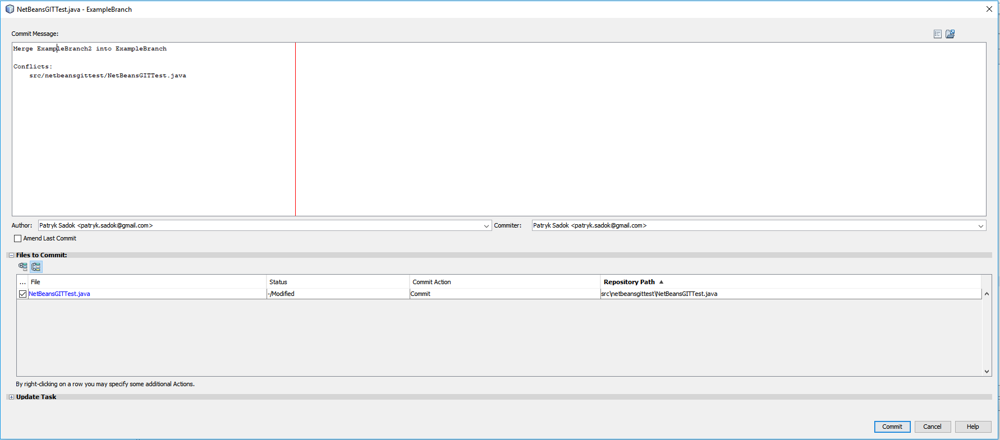 NetBeansGITTest.java - ExampleBranch
Commit Message:
Merge ExampleBranch2 into ExampleBranch
Conflicts:
src/netbeansgittest/NetBeansGITTest.java
Author: Patryk Sadok <patryk.sadok@gmail.com> Commiter: Patryk Sadok <patryk.sadok@gmail.com>
Amend Last Commit
Files to Commit:
... File Status Commit Action Repository Path
NetBeansGITTest.java -/Modified Commit src\netbeansgittest\NetBeansGITTest.java
By right-clicking on a row you may specify some additional Actions.
Update Task
Commit Cancel Help